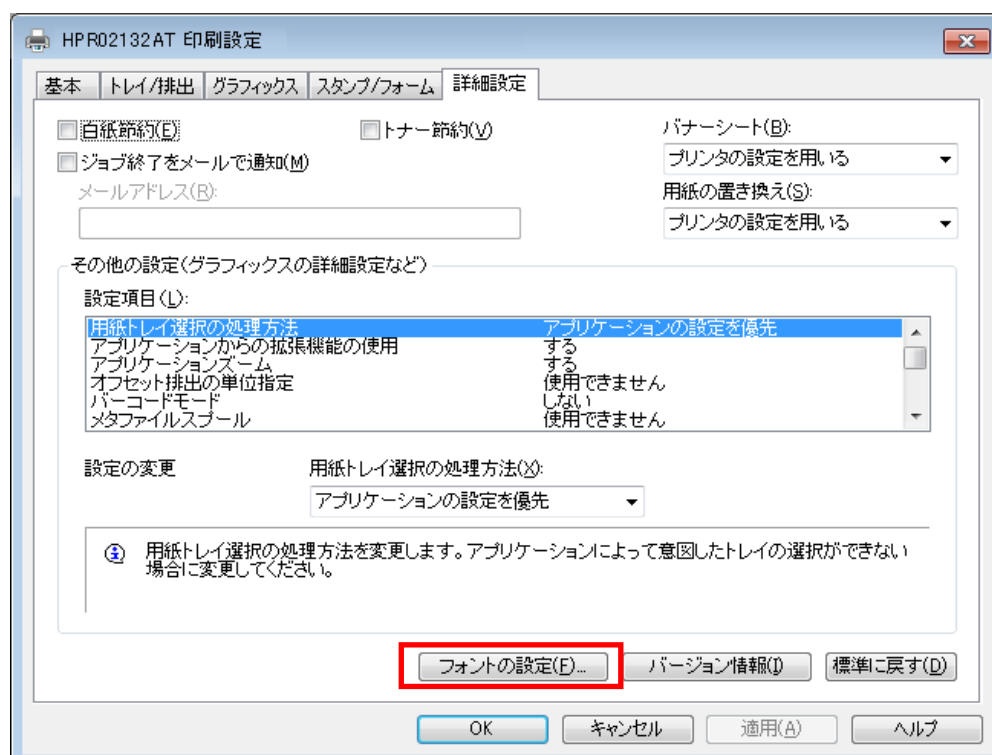 HPR02132AT 印刷設定
基本 トレイ/排出 グラフィックス スタンプ/フォーム 詳細設定
白紙節約(E) トナー節約(V) バナーシート(B):
プリンタの設定を用いる
ジョブ終了をメールで通知(M)
メールアドレス(R): 用紙の置き換え(S):
プリンタの設定を用いる
その他の設定(グラフィックスの詳細設定など)
設定項目(L):
用紙トレイ選択の処理方法 アプリケーションの設定を優先
アプリケーションからの拡張機能の使用 する
アプリケーションズーム する
オフセット排出の単位指定 使用できません
バーコードモード しない
メタファイルスプール 使用できません
設定の変更 用紙トレイ選択の処理方法(X):
アプリケーションの設定を優先
用紙トレイ選択の処理方法を変更します。アプリケーションによって意図したトレイの選択ができない
場合に変更してください。
フォントの設定(F)... バージョン情報(I) 標準に戻す(D)
OK キャンセル 適用(A) ヘルプ